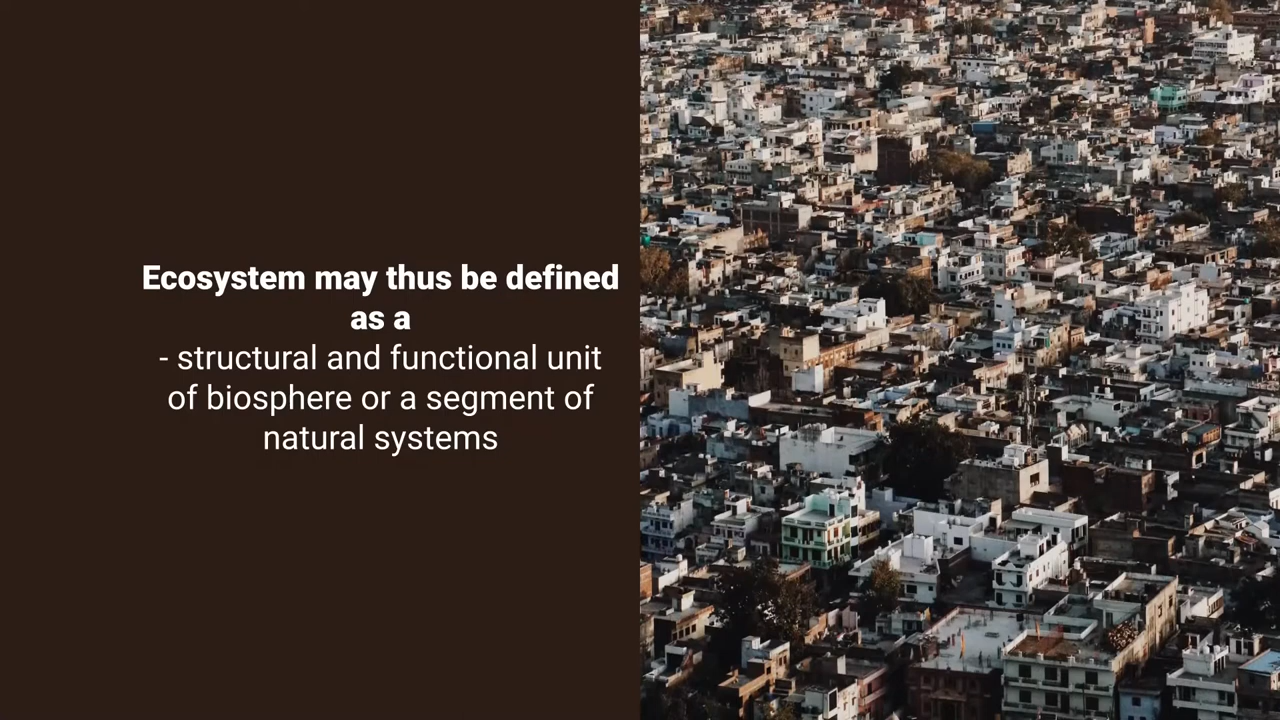 Ecosystem may thus be defined
as a
- structural and functional unit
of biosphere or a segment of
natural systems